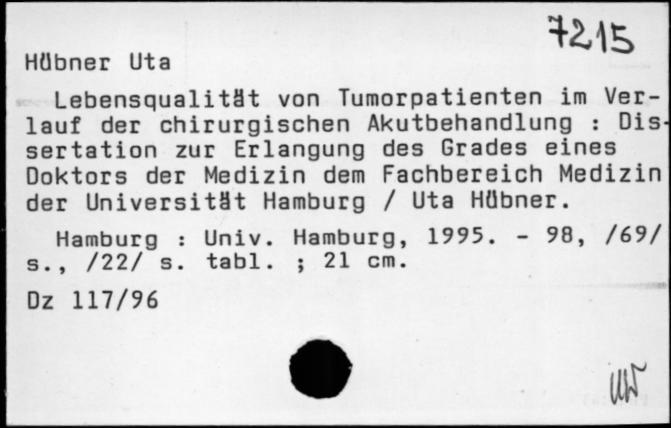 7215
Hübner Uta
Lebensqualität von Tumorpatienten im Ver-
lauf der chirurgischen Akutbehandlung : Dis-
sertation zur Erlangung des Grades eines
Doktors der Medizin dem Fachbereich Medizin
der Universität Hamburg / Uta Hübner.
Hamburg : Univ. Hamburg, 1995. - 98, /69/
s., /22/ s. tabl. ; 21 cm.
Dz 117/96